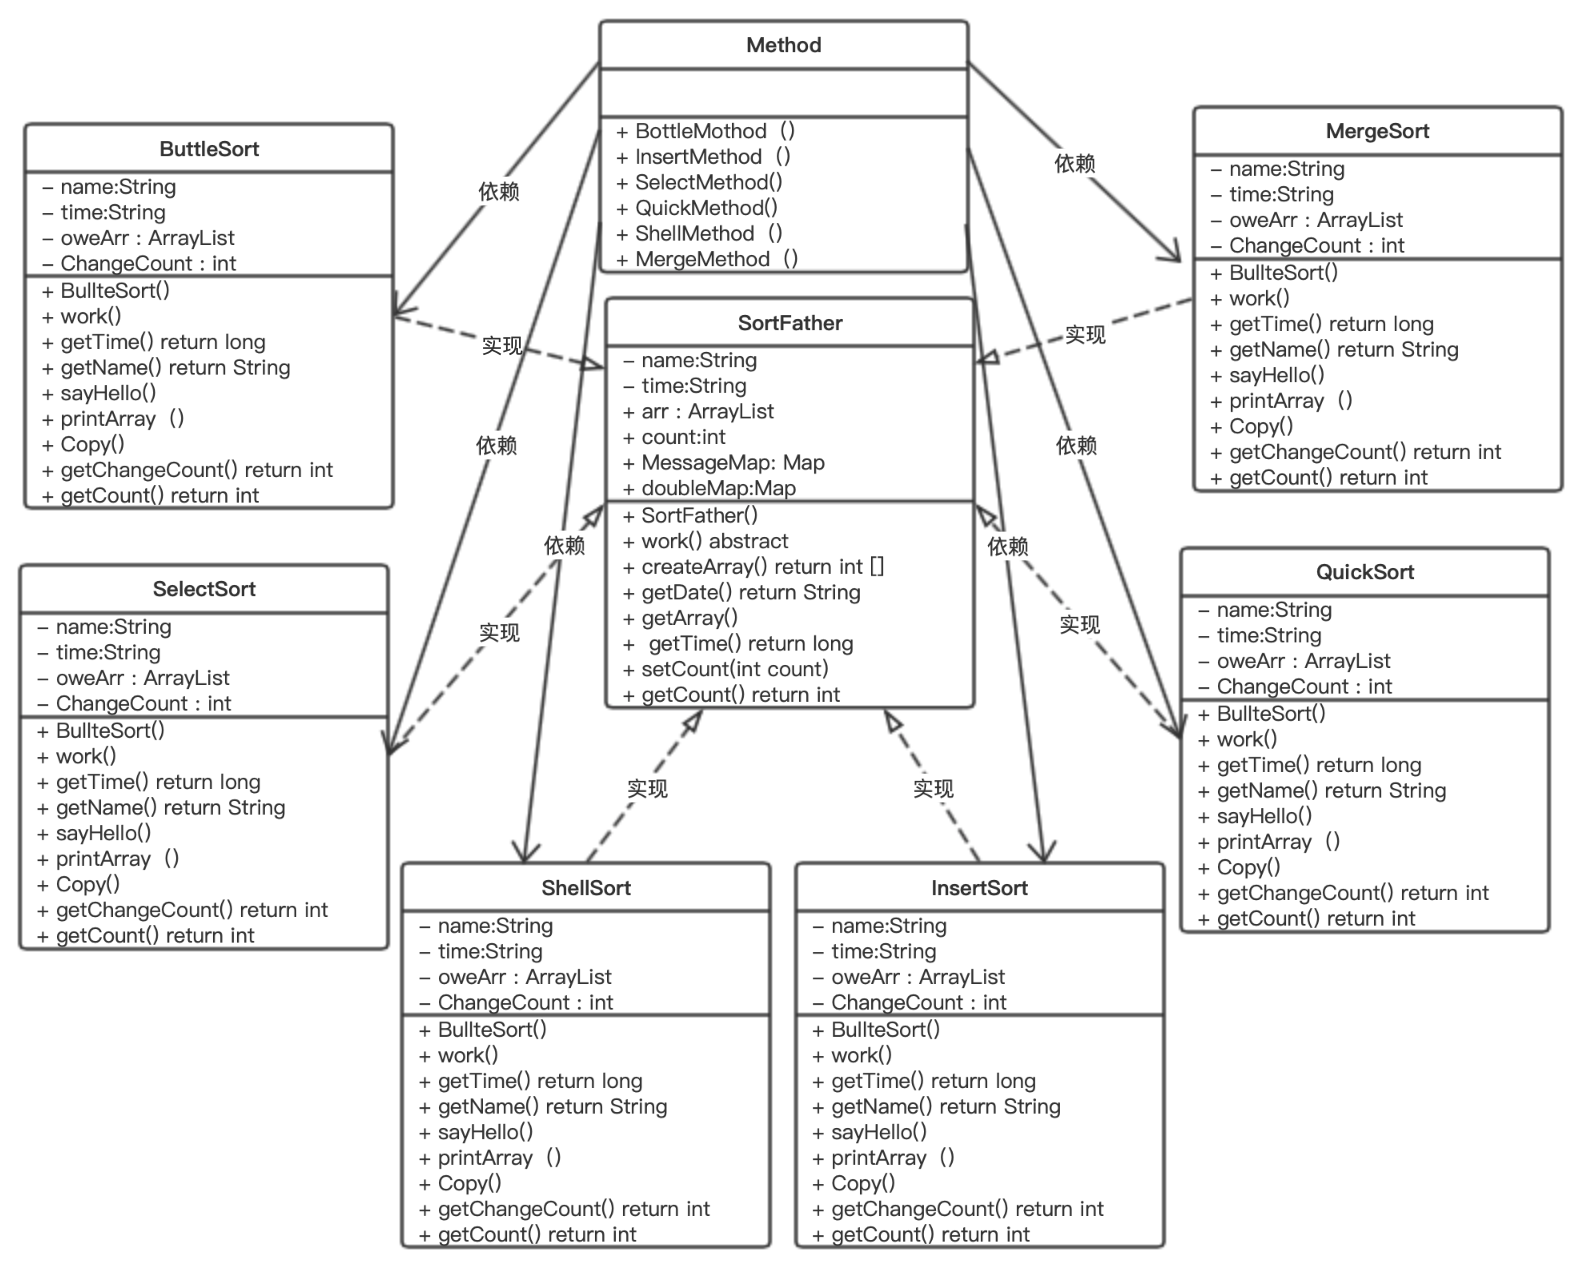 Method
+ BottleMothod ()
+ InsertMethod ()
+ SelectMethod()
+ QuickMethod()
+ ShellMethod ()
+ MergeMethod ()
ButtleSort
– name:String
– time:String
– oweArr : ArrayList
– ChangeCount : int
+ BullteSort()
+ work()
+ getTime() return long
+ getName() return String
+ sayHello()
+ printArray ()
+ Copy()
+ getChangeCount() return int
+ getCount() return int
MergeSort
– name:String
– time:String
– oweArr : ArrayList
– ChangeCount : int
+ BullteSort()
+ work()
+ getTime() return long
+ getName() return String
+ sayHello()
+ printArray ()
+ Copy()
+ getChangeCount() return int
+ getCount() return int
依赖
依赖
实现
实现
依赖
依赖
依赖
依赖
实现
实现
实现
实现
SortFather
– name:String
– time:String
+ arr : ArrayList
+ count:int
+ MessageMap: Map
+ doubleMap:Map
+ SortFather()
+ work() abstract
+ createArray() return int []
+ getDate() return String
+ getArray()
+ getTime() return long
+ setCount(int count)
+ getCount() return int
SelectSort
– name:String
– time:String
– oweArr : ArrayList
– ChangeCount : int
+ BullteSort()
+ work()
+ getTime() return long
+ getName() return String
+ sayHello()
+ printArray ()
+ Copy()
+ getChangeCount() return int
+ getCount() return int
QuickSort
– name:String
– time:String
– oweArr : ArrayList
– ChangeCount : int
+ BullteSort()
+ work()
+ getTime() return long
+ getName() return String
+ sayHello()
+ printArray ()
+ Copy()
+ getChangeCount() return int
+ getCount() return int
ShellSort
– name:String
– time:String
– oweArr : ArrayList
– ChangeCount : int
+ BullteSort()
+ work()
+ getTime() return long
+ getName() return String
+ sayHello()
+ printArray ()
+ Copy()
+ getChangeCount() return int
+ getCount() return int
InsertSort
– name:String
– time:String
– oweArr : ArrayList
– ChangeCount : int
+ BullteSort()
+ work()
+ getTime() return long
+ getName() return String
+ sayHello()
+ printArray ()
+ Copy()
+ getChangeCount() return int
+ getCount() return int